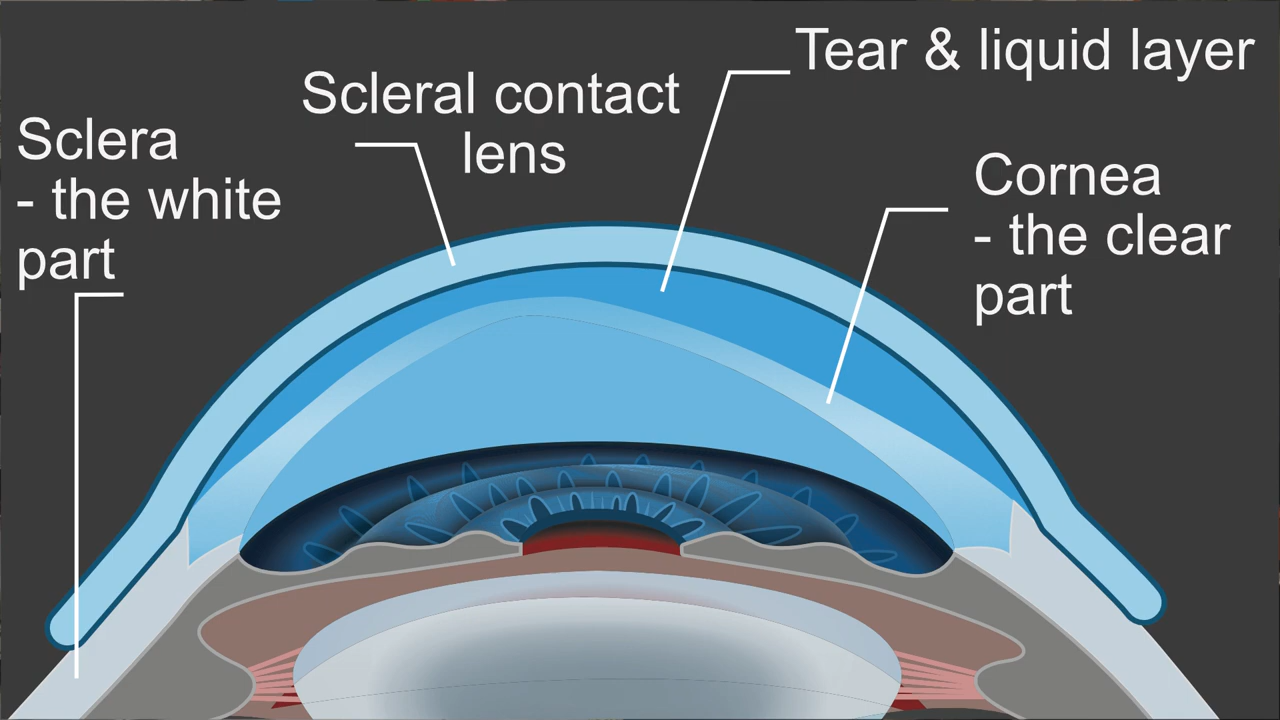 Sclera
- the white
part
Scleral contact
lens
Tear & liquid layer
Cornea
- the clear
part